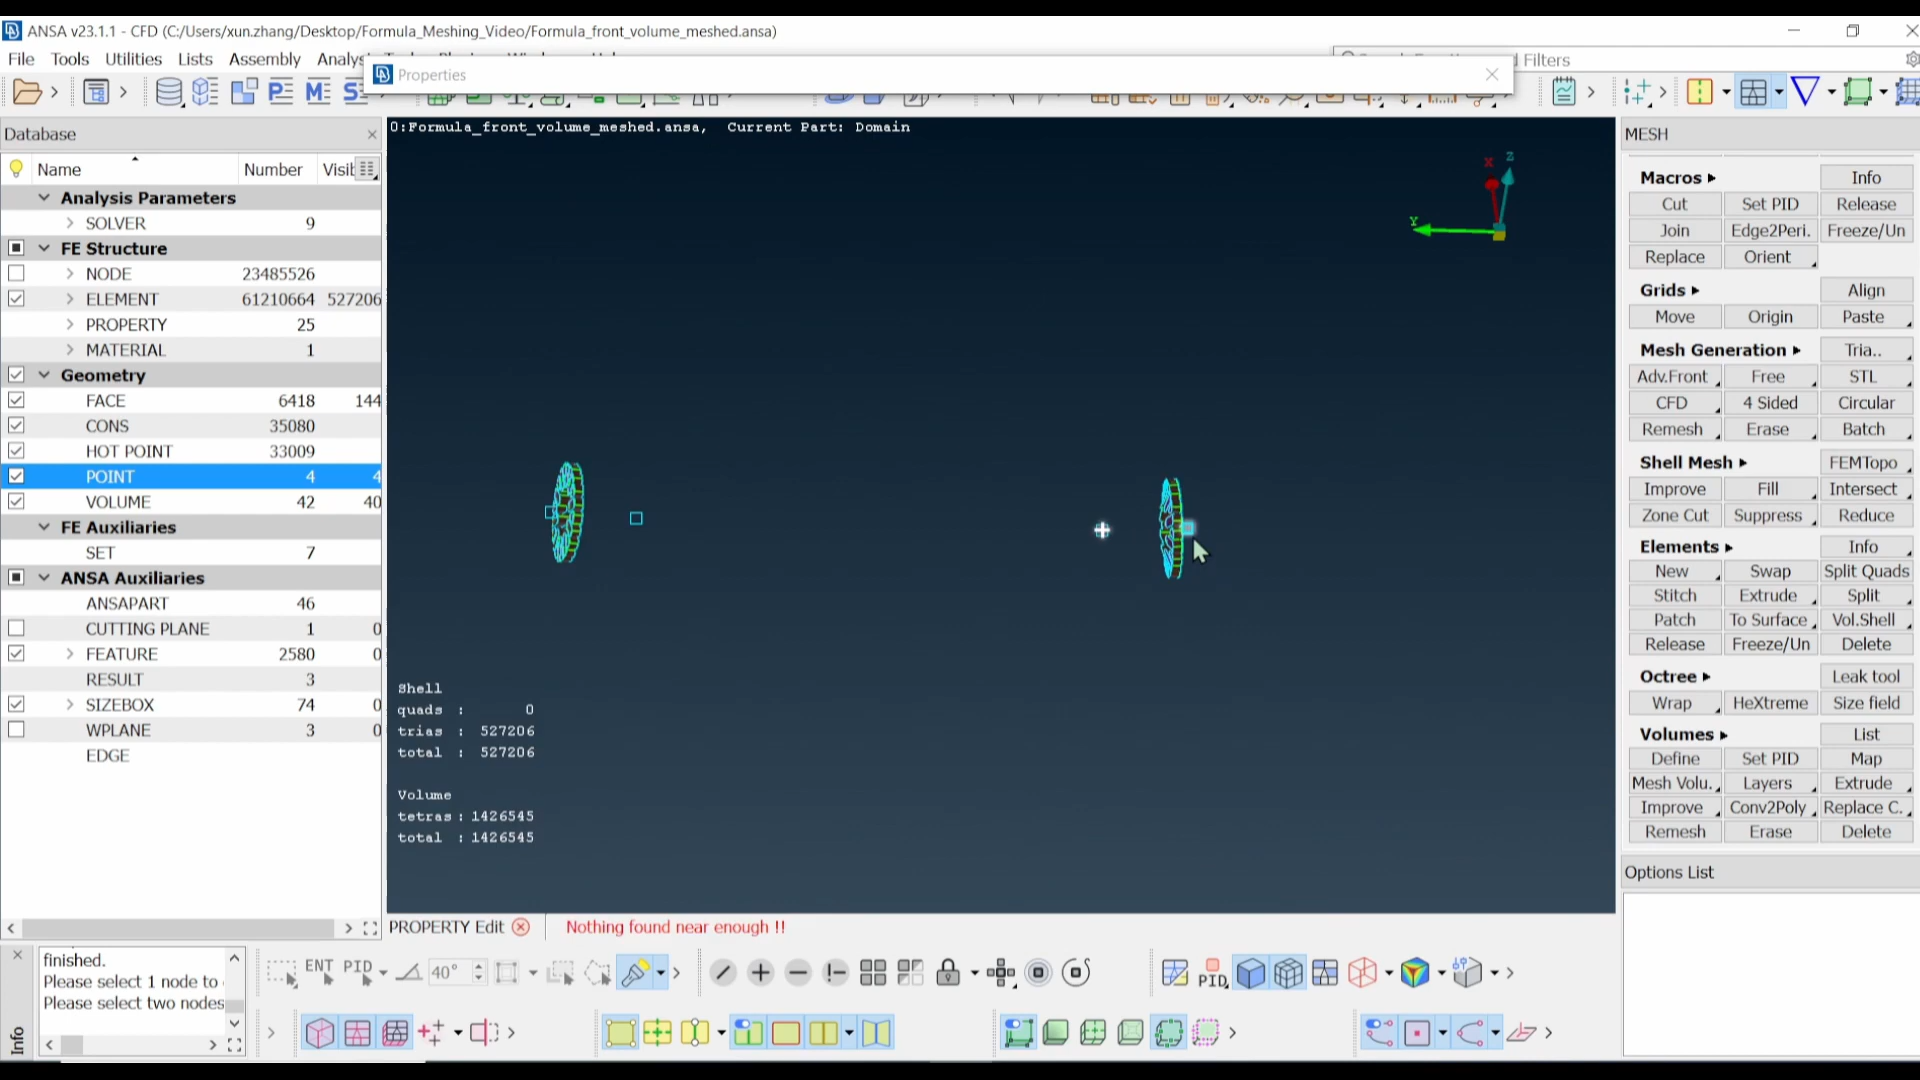 ANSA v23.1.1 - CFD (C:/Users/xun.zhang/Desktop/Formula_Meshing_Video/Formula_front_volume_meshed.ansa)
File Tools Utilities Lists Assembly Analys
Properties
Filters
Database
0:Formula_front_volume_meshed.ansa, Current Part: Domain
Name Number Visib
Analysis Parameters
SOLVER 9
FE Structure
NODE 23485526
ELEMENT 61210664 527206
PROPERTY 25
MATERIAL 1
Geometry
FACE 6418 144
CONS 35080
HOT POINT 33009
POINT 4 4
VOLUME 42 40
FE Auxiliaries
SET 7
ANSA Auxiliaries
ANSAPART 46
CUTTING PLANE 1 0
FEATURE 2580 0
RESULT 3
SIZEBOX 74 0
WPLANE 3 0
EDGE
X Z
Y
Shell
quads : 0
trias : 527206
total : 527206
Volume
tetras : 1426545
total : 1426545
MESH
Macros Info
Cut Set PID Release
Join Edge2Peri. Freeze/Un
Replace Orient
Grids Align
Move Origin Paste
Mesh Generation Tria..
Adv.Front Free STL
CFD 4 Sided Circular
Remesh Erase Batch
Shell Mesh FEMTopo
Improve Fill Intersect
Zone Cut Suppress Reduce
Elements Info
New Swap Split Quads
Stitch Extrude Split
Patch To Surface Vol.Shell
Release Freeze/Un Delete
Octree Leak tool
Wrap HeXtreme Size field
Volumes List
Define Set PID Map
Mesh Volu. Layers Extrude
Improve Conv2Poly Replace C.
Remesh Erase Delete
Options List
PROPERTY Edit Nothing found near enough !!
finished.
Please select 1 node to
Please select two nodes
Info
ENT PID 40° PID